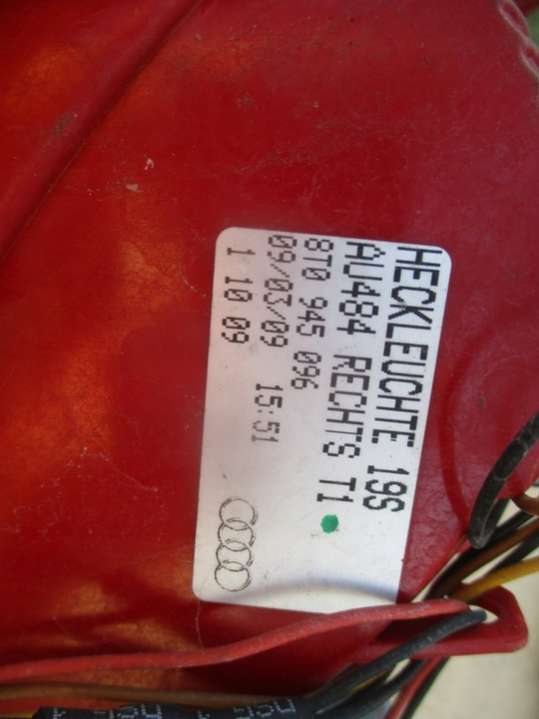 HECKLEUCHTE 19S
AU484 RECHTS T1
8T0 945 096
09/03/09 15:51
1 10 09